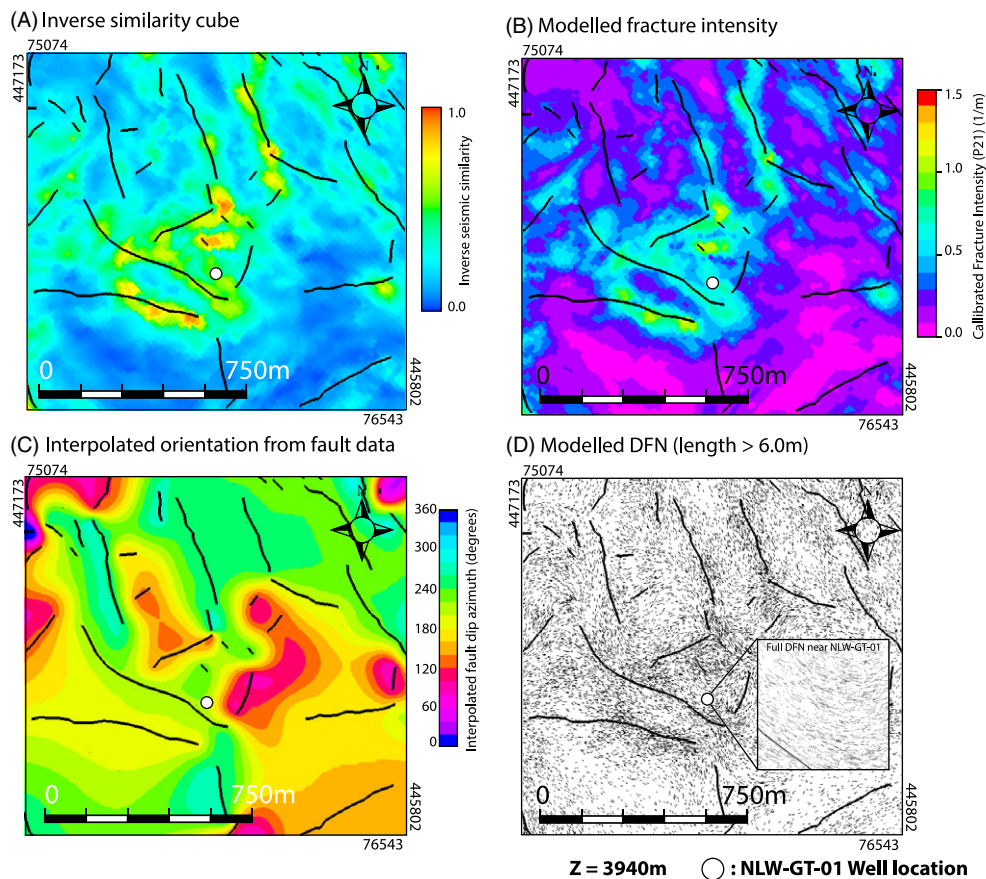 (A) Inverse similarity cube
75074
447173
N
1.0
0.0
Inverse seismic similarity
0 750m
445802
76543
(B) Modelled fracture intensity
75074
447173
N
1.5
1.0
0.5
0.0
Callibrated Fracture Intensity (P21) (1/m)
0 750m
445802
76543
(C) Interpolated orientation from fault data
75074
447173
N
360
300
240
180
120
60
0
Interpolated fault dip azimuth (degrees)
0 750m
445802
76543
(D) Modelled DFN (length > 6.0m)
75074
447173
N
Full DFN near NLW-GT-01
0 750m
445802
76543
Z = 3940m
: NLW-GT-01 Well location